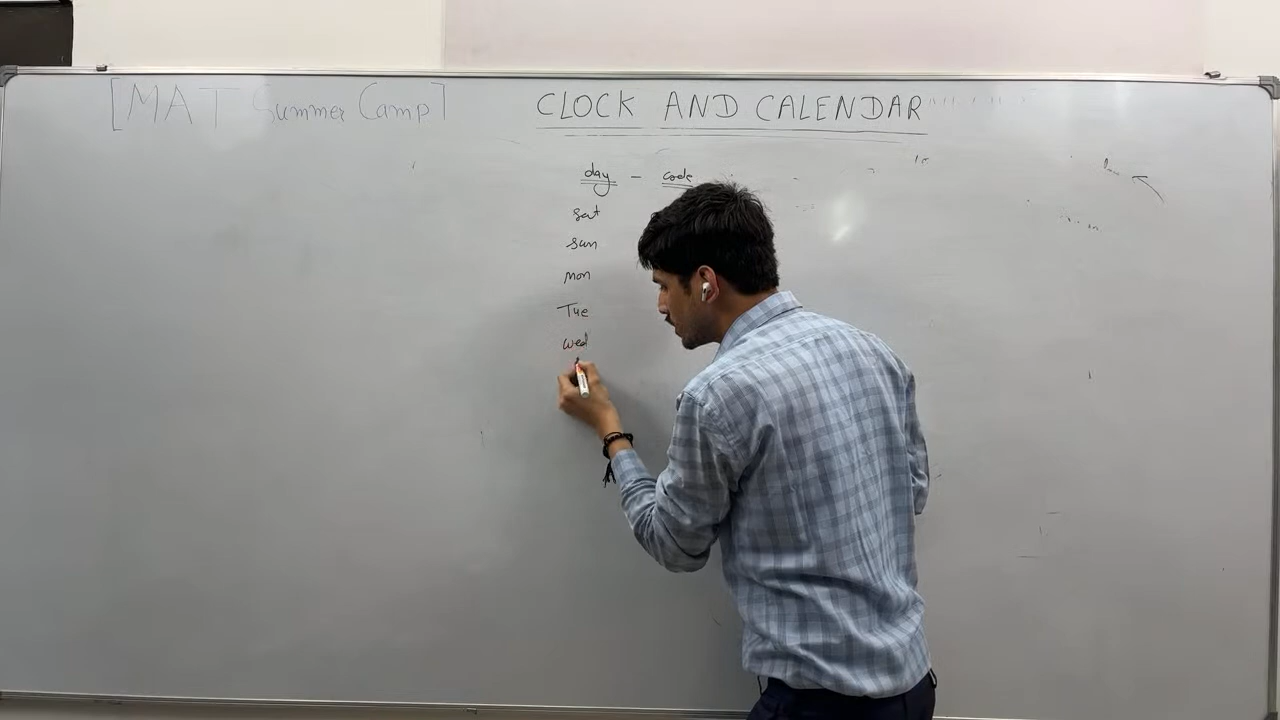 [MAT Summer Camp]
CLOCK AND CALENDAR
day - code
sat
sun
mon
Tue
wed